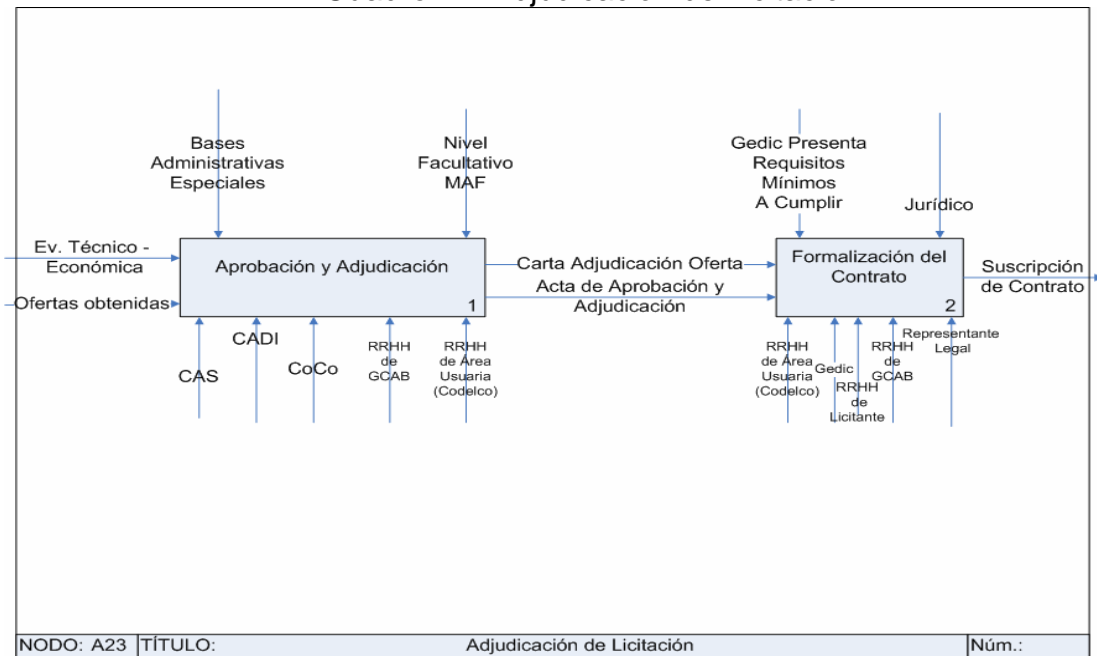 Bases
Administrativas
Especiales
Nivel
Facultativo
MAF
Gedic Presenta
Requisitos
Mínimos
A Cumplir
Jurídico
Ev. Técnico -
Económica
Ofertas obtenidas
Aprobación y Adjudicación
1
Carta Adjudicación Oferta
Acta de Aprobación y
Adjudicación
Formalización del
Contrato
2
Suscripción
de Contrato
CAS
CADI
CoCo
RRHH
de
GCAB
RRHH
de Área
Usuaria
(Codelco)
RRHH
de Área
Usuaria
(Codelco)
Gedic
RRHH
de
Licitante
RRHH
de
GCAB
Representante
Legal
NODO: A23 TÍTULO: Adjudicación de Licitación Núm.: